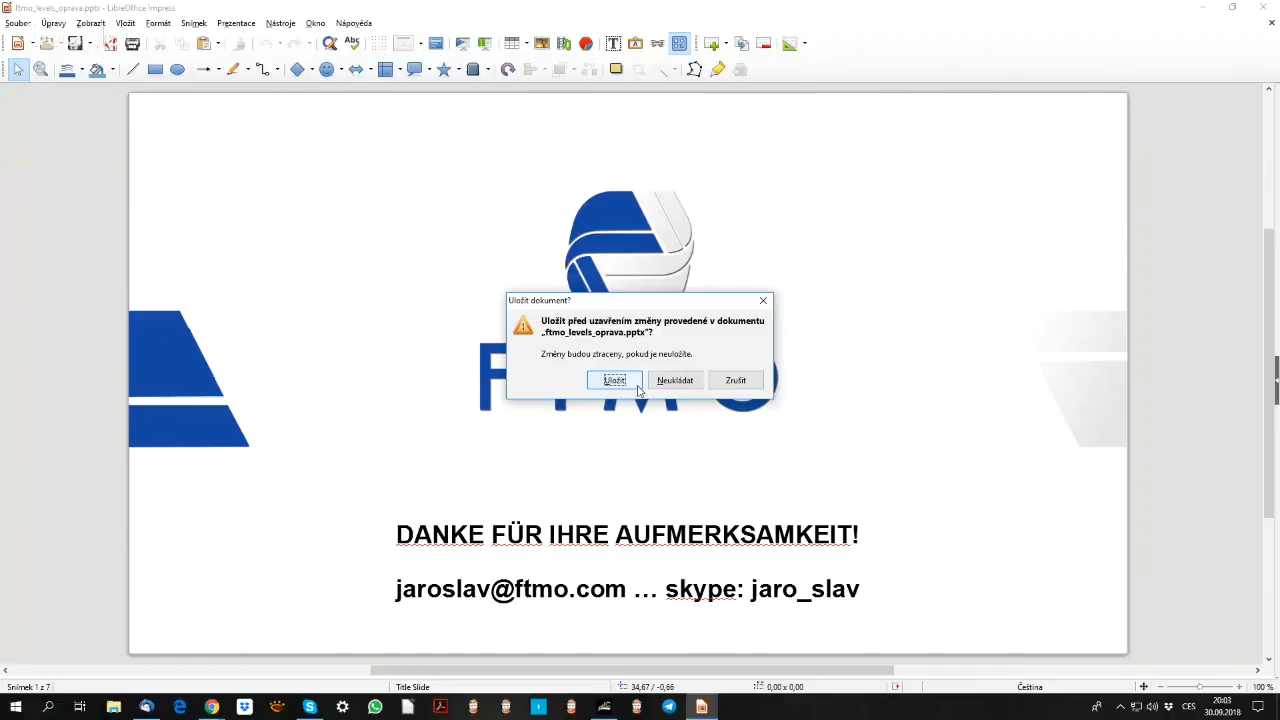 ftmo_levels_oprava.pptx - LibreOffice Impress
Soubor Úpravy Zobrazit Vložit Formát Snímek Prezentace Nástroje Okno Nápověda
Uložit dokument?
Uložit před uzavřením změny provedené v dokumentu
„ftmo_levels_oprava.pptx"?
Změny budou ztraceny, pokud je neuložíte.
Uložit Neukládat Zrušit
DANKE FÜR IHRE AUFMERKSAMKEIT!
jaroslav@ftmo.com … skype: jaro_slav
Snímek 1 z 7 Title Slide 34,67 / -0,66 0,00 x 0,00 Čeština 100 %
CES 20:03
30.09.2018